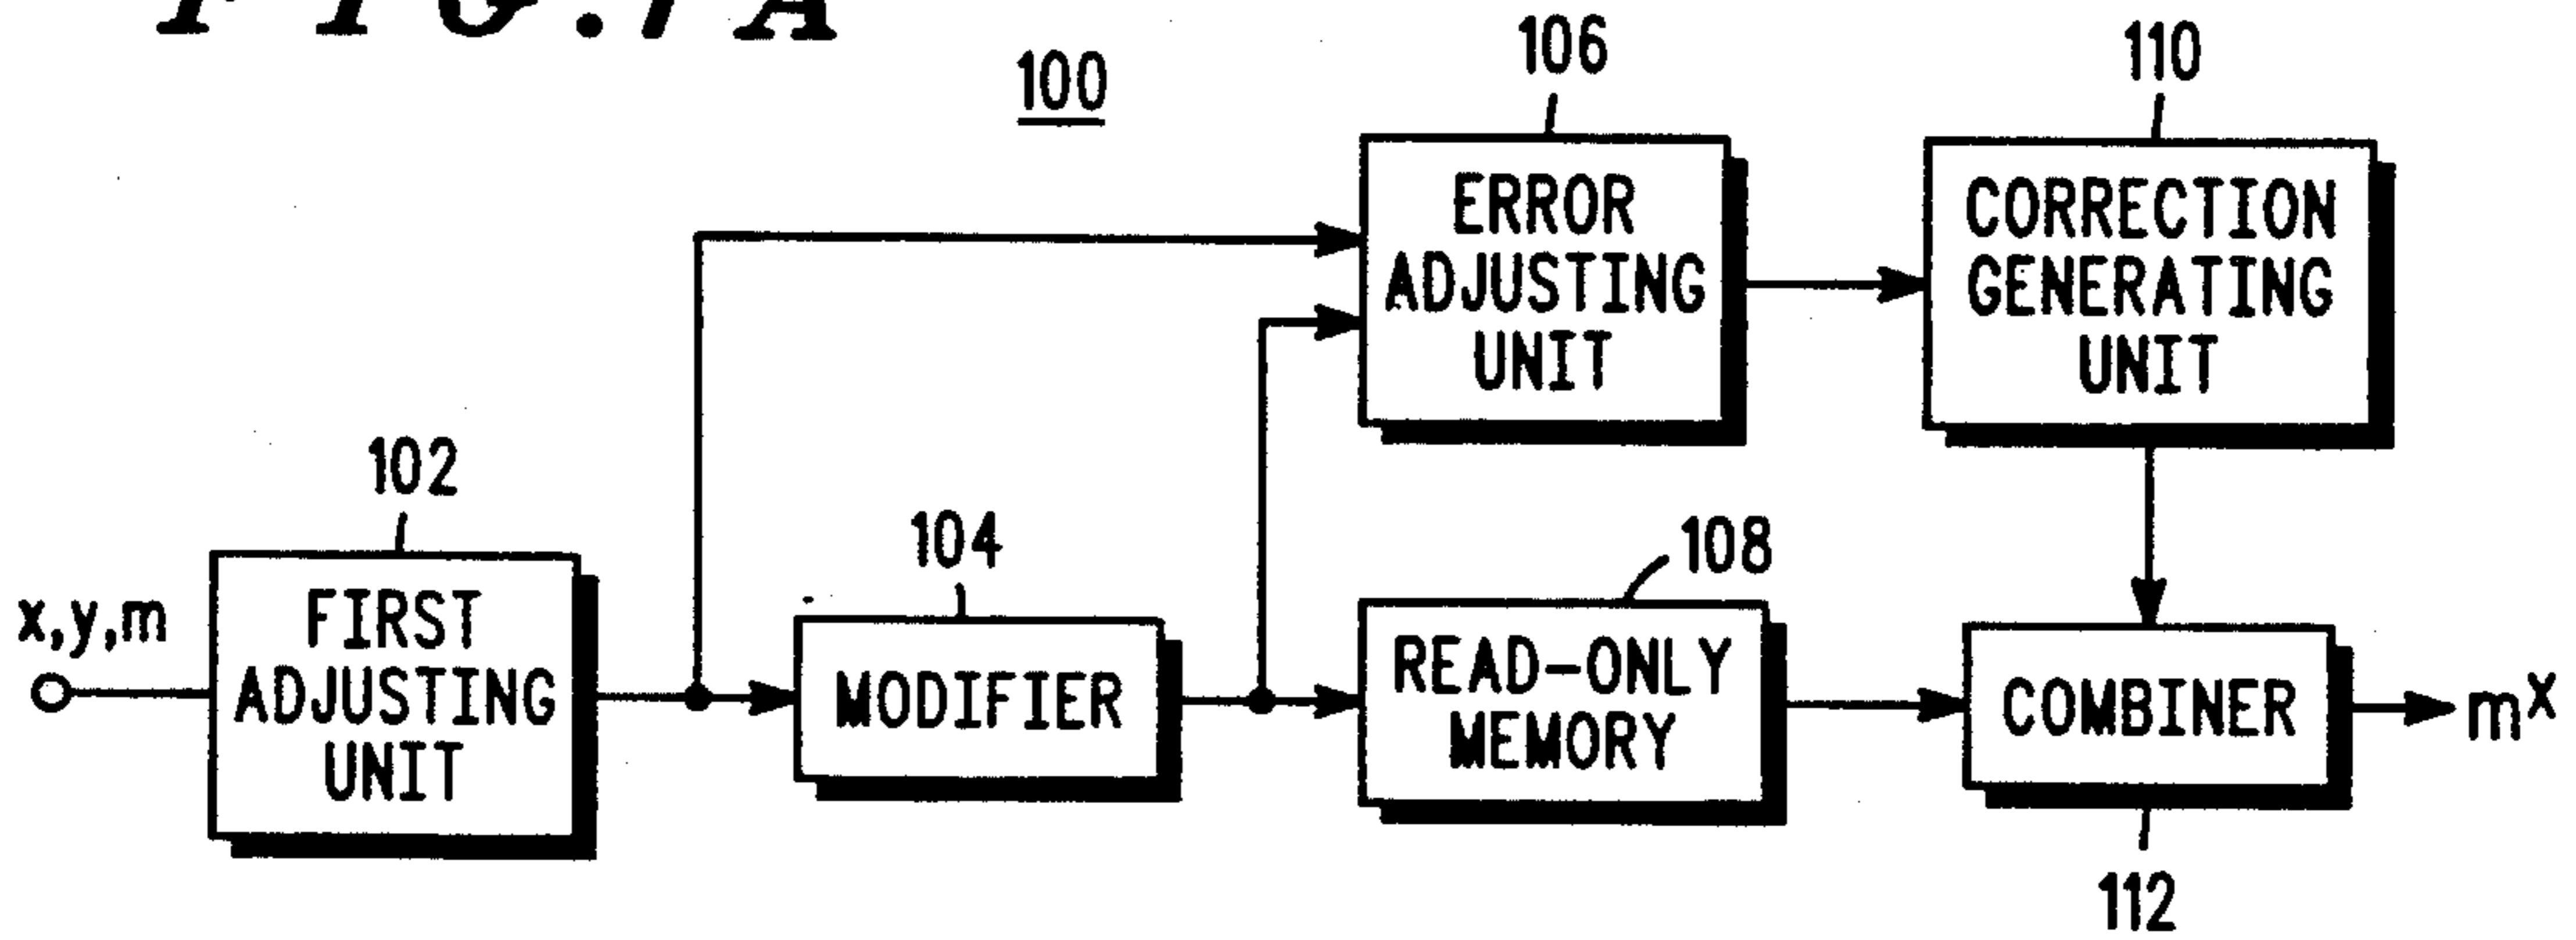 FIG.1A
100
106
110
ERROR
ADJUSTING
UNIT
CORRECTION
GENERATING
UNIT
102
104
108
x,y,m
FIRST
ADJUSTING
UNIT
MODIFIER
READ-ONLY
MEMORY
COMBINER
m^x
112